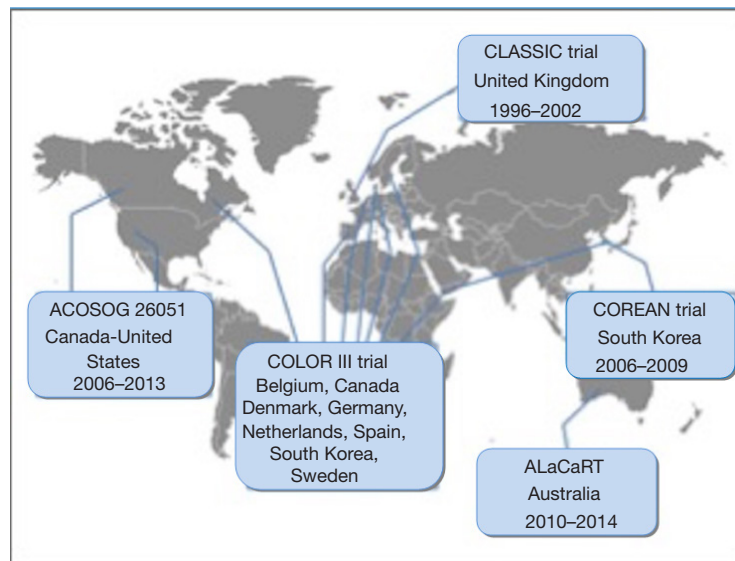 CLASSIC trial
United Kingdom
1996–2002
ACOSOG 26051
Canada-United
States
2006–2013
COLOR III trial
Belgium, Canada
Denmark, Germany,
Netherlands, Spain,
South Korea,
Sweden
COREAN trial
South Korea
2006–2009
ALaCaRT
Australia
2010–2014